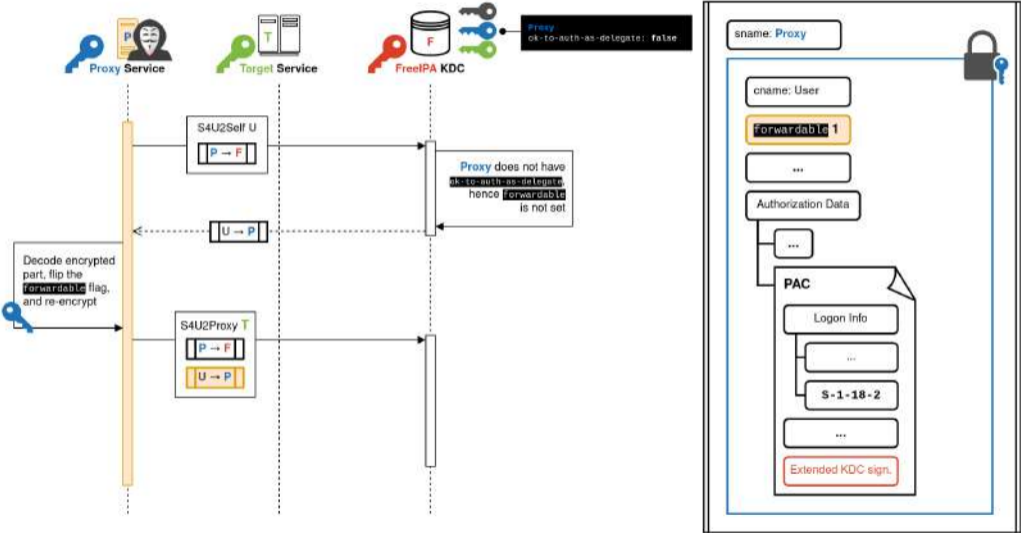 P
T
F
Proxy Service
Target Service
FreeIPA KDC
Proxy
ok-to-auth-as-delegate: false
S4U2Self U
P → F
Proxy does not have
ok-to-auth-as-delegate,
hence forwardable
is not set
U → P
Decode encrypted
part, flip the
forwardable flag,
and re-encrypt
S4U2Proxy T
P → F
U → P
sname: Proxy
cname: User
forwardable 1
...
Authorization Data
...
PAC
Logon Info
...
S-1-18-2
...
Extended KDC sign.